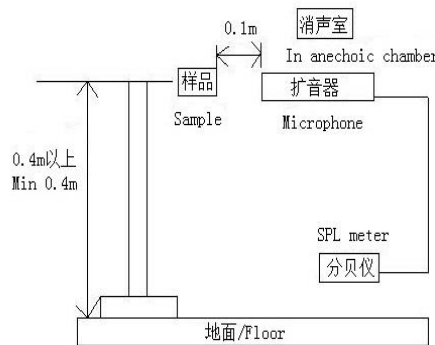 消声室
0.1m
In anechoic chamber
样品
扩音器
Sample
Microphone
0.4m以上
Min 0.4m
SPL meter
分贝仪
地面/Floor